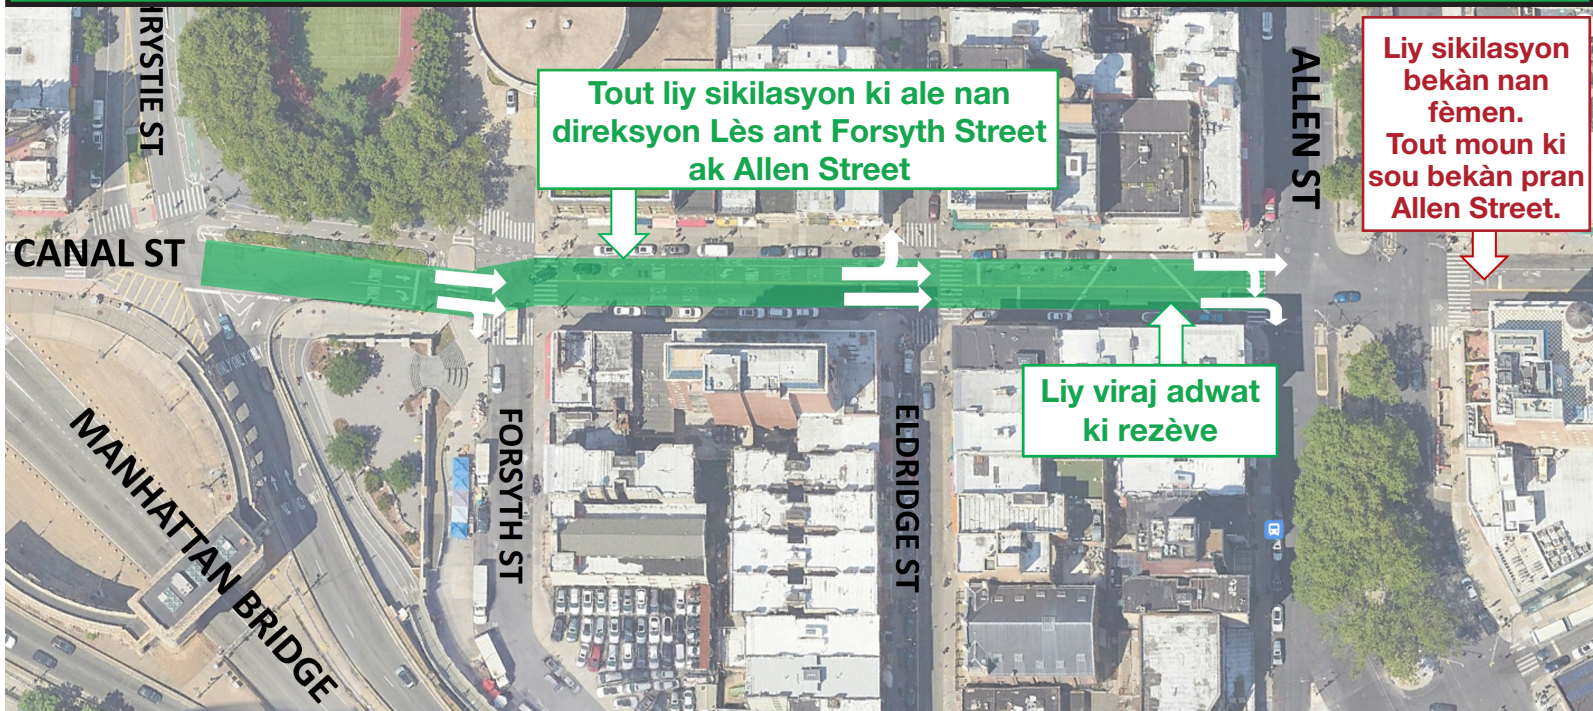 HRYSTIE ST
CANAL ST
Tout liy sikilasyon ki ale nan
direksyon Lès ant Forsyth Street
ak Allen Street
ALLEN ST
Liy sikilasyon
bekàn nan
fèmen.
Tout moun ki
sou bekàn pran
Allen Street.
Liy viraj adwat
ki rezève
MANHATTAN BRIDGE
FORSYTH ST
ELDRIDGE ST